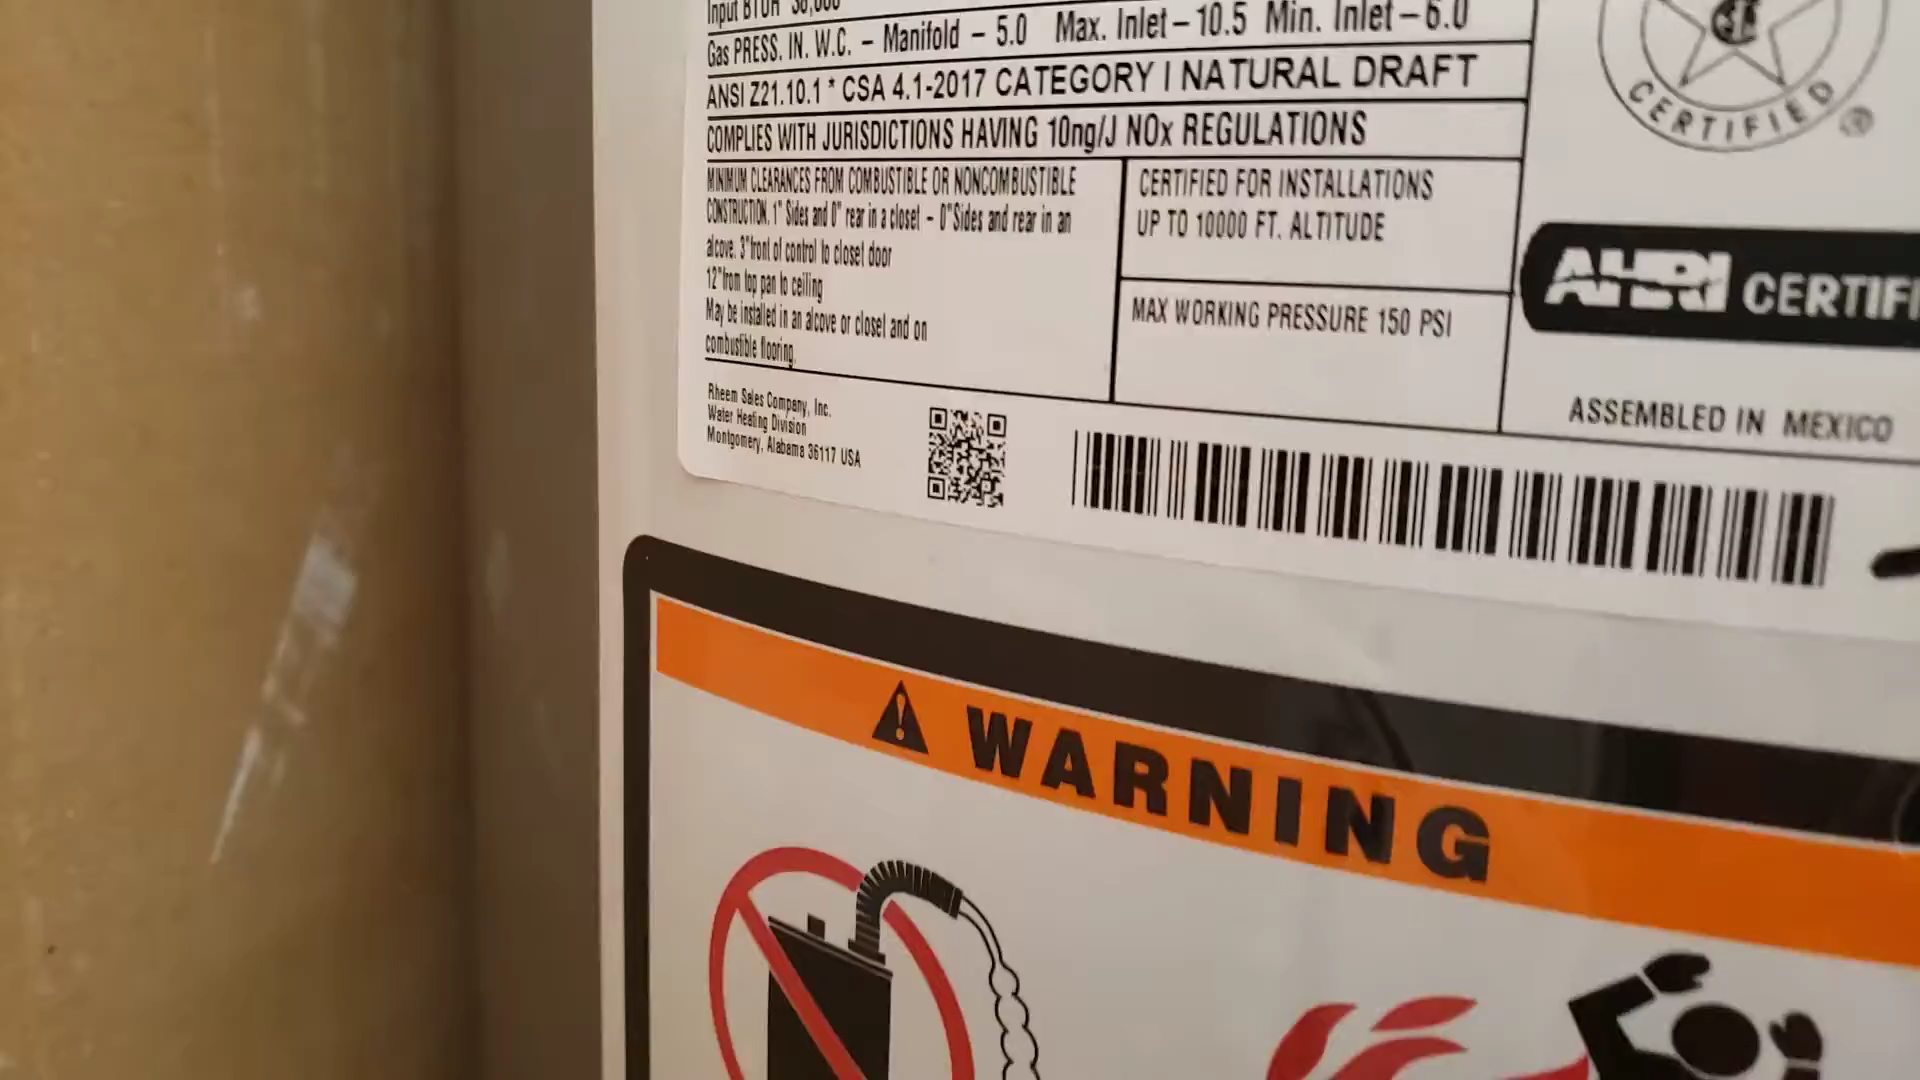 Input BTUH
Gas PRESS. IN. W.C. – Manifold – 5.0 Max. Inlet – 10.5 Min. Inlet – 6.0
ANSI Z21.10.1 * CSA 4.1-2017 CATEGORY I NATURAL DRAFT
COMPLIES WITH JURISDICTIONS HAVING 10ng/J NOx REGULATIONS
MINIMUM CLEARANCES FROM COMBUSTIBLE OR NONCOMBUSTIBLE
CONSTRUCTION. 1" Sides and 0" rear in a closet – 0" Sides and rear in an
alcove. 3" front of control to closet door
12" from top pan to ceiling
May be installed in an alcove or closet and on
combustible flooring.
CERTIFIED FOR INSTALLATIONS
UP TO 10000 FT. ALTITUDE
MAX WORKING PRESSURE 150 PSI
CERTIFIED ®
AHRI CERTIFI
ASSEMBLED IN MEXICO
Rheem Sales Company, Inc.
Water Heating Division
Montgomery, Alabama 36117 USA
WARNING